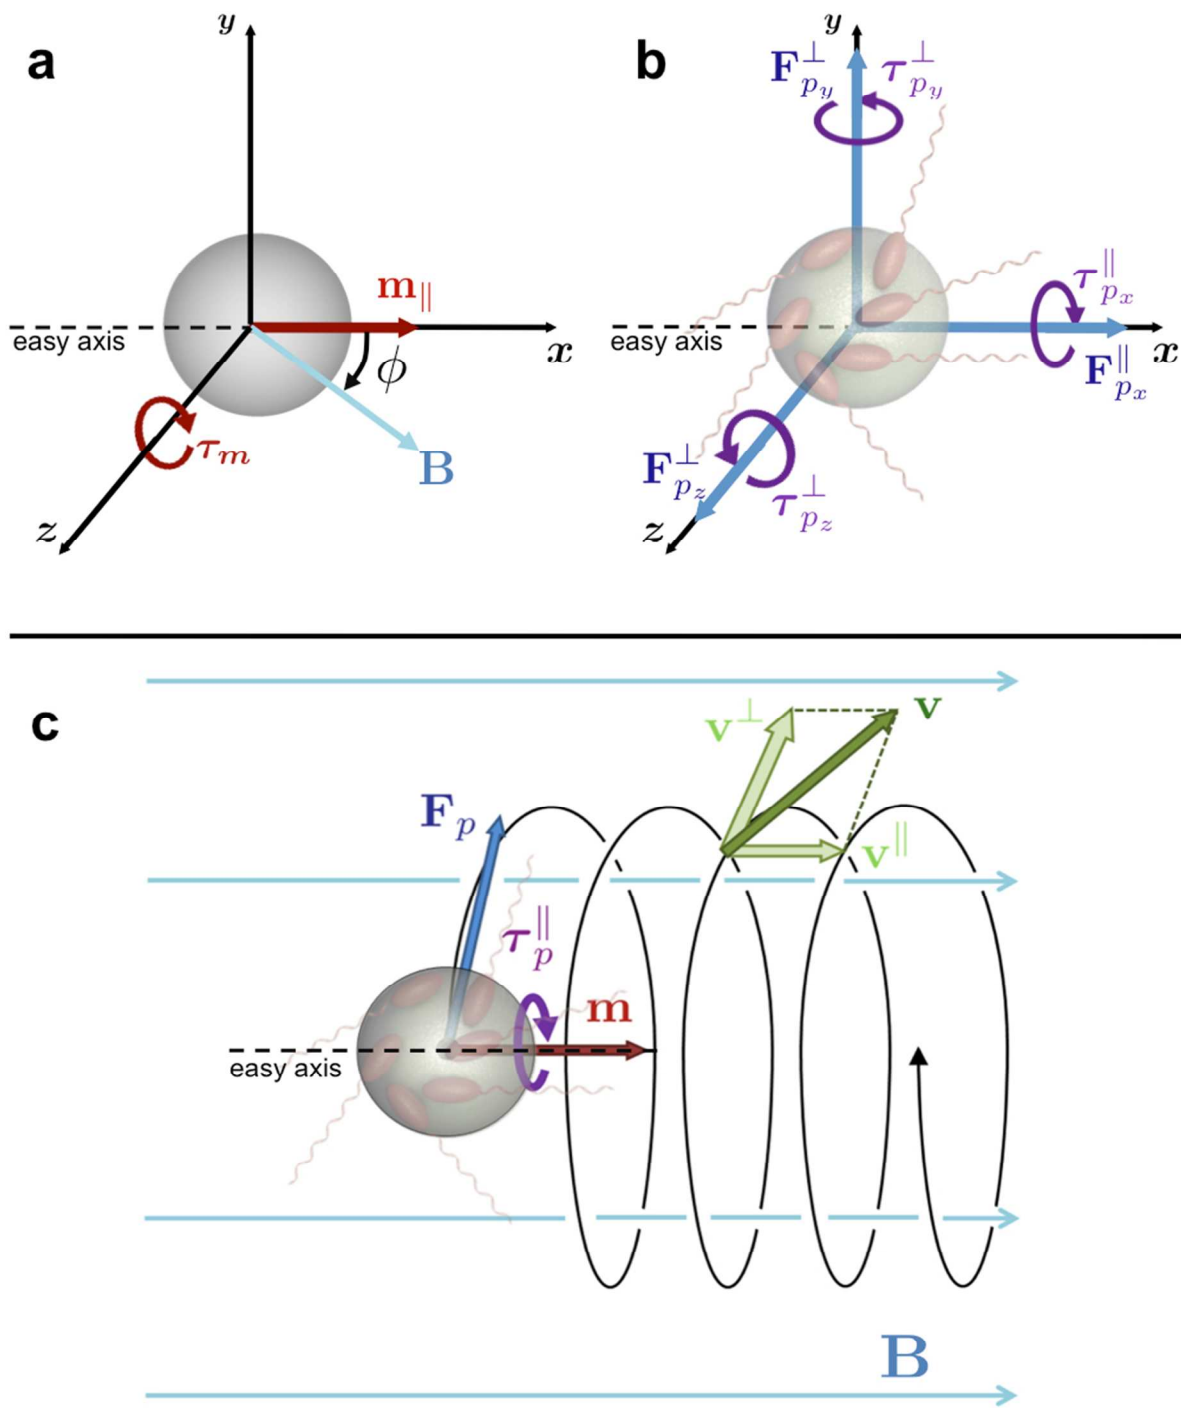 a
y
m∥
easy axis
x
ϕ
τm
B
z
b
y
F⊥py
τ⊥py
τ∥px
easy axis
x
F∥px
F⊥pz
τ⊥pz
z
c
v⊥
v
Fp
v∥
τ∥p
m
easy axis
B